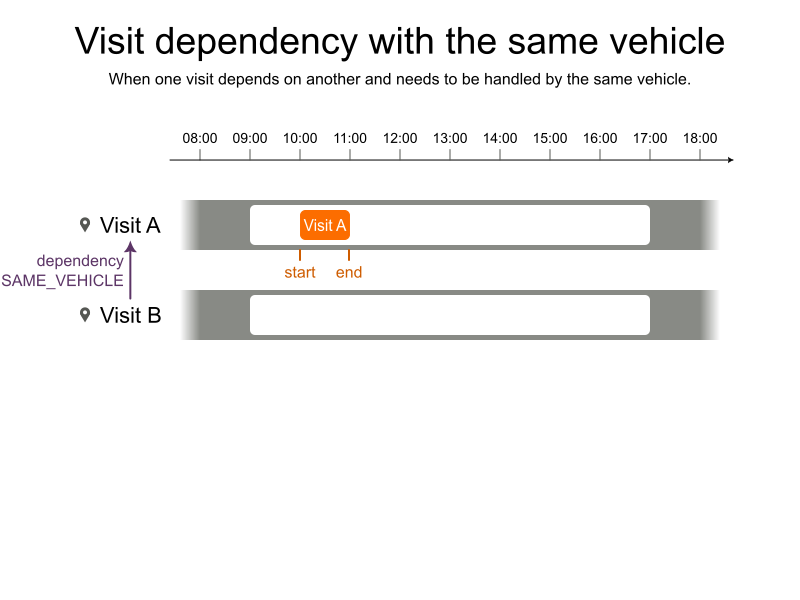 Visit dependency with the same vehicle
When one visit depends on another and needs to be handled by the same vehicle.
08:00 09:00 10:00 11:00 12:00 13:00 14:00 15:00 16:00 17:00 18:00
Visit A
Visit A
start end
dependency
SAME_VEHICLE
Visit B